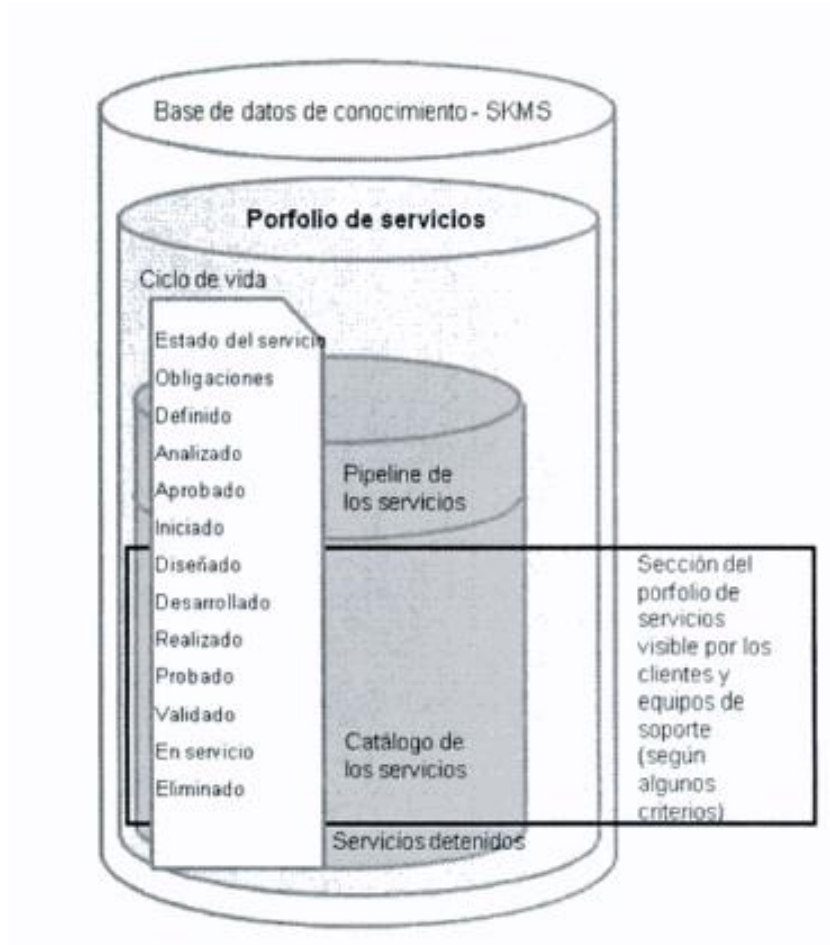 Base de datos de conocimiento - SKMS
Porfolio de servicios
Ciclo de vida
Estado del servicio
Obligaciones
Definido
Analizado
Aprobado
Iniciado
Diseñado
Desarrollado
Realizado
Probado
Validado
En servicio
Eliminado
Pipeline de
los servicios
Catálogo de
los servicios
Servicios detenidos
Sección del
porfolio de
servicios
visible por los
clientes y
equipos de
soporte
(según
algunos
criterios)